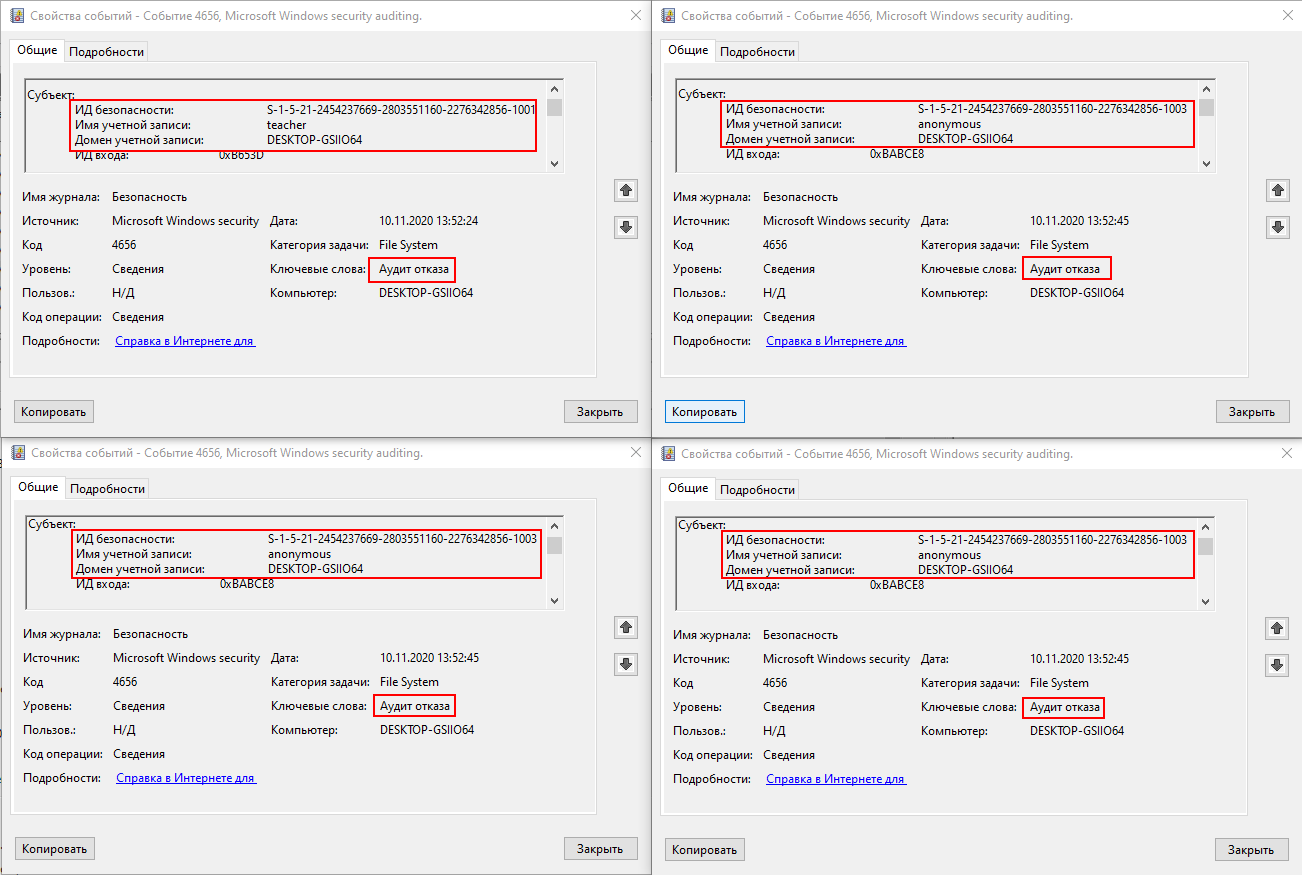 Свойства событий - Событие 4656, Microsoft Windows security auditing.
Общие Подробности
Субъект:
ИД безопасности: S-1-5-21-2454237669-2803551160-2276342856-1001
Имя учетной записи: teacher
Домен учетной записи: DESKTOP-GSIIO64
ИД входа: 0xB653D
Имя журнала: Безопасность
Источник: Microsoft Windows security Дата: 10.11.2020 13:52:24
Код 4656 Категория задачи: File System
Уровень: Сведения Ключевые слова: Аудит отказа
Пользов.: Н/Д Компьютер: DESKTOP-GSIIO64
Код операции: Сведения
Подробности: Справка в Интернете для
Копировать Закрыть
Свойства событий - Событие 4656, Microsoft Windows security auditing.
Общие Подробности
Субъект:
ИД безопасности: S-1-5-21-2454237669-2803551160-2276342856-1003
Имя учетной записи: anonymous
Домен учетной записи: DESKTOP-GSIIO64
ИД входа: 0xBABCE8
Имя журнала: Безопасность
Источник: Microsoft Windows security Дата: 10.11.2020 13:52:45
Код 4656 Категория задачи: File System
Уровень: Сведения Ключевые слова: Аудит отказа
Пользов.: Н/Д Компьютер: DESKTOP-GSIIO64
Код операции: Сведения
Подробности: Справка в Интернете для
Копировать Закрыть
Свойства событий - Событие 4656, Microsoft Windows security auditing.
Общие Подробности
Субъект:
ИД безопасности: S-1-5-21-2454237669-2803551160-2276342856-1003
Имя учетной записи: anonymous
Домен учетной записи: DESKTOP-GSIIO64
ИД входа: 0xBABCE8
Имя журнала: Безопасность
Источник: Microsoft Windows security Дата: 10.11.2020 13:52:45
Код 4656 Категория задачи: File System
Уровень: Сведения Ключевые слова: Аудит отказа
Пользов.: Н/Д Компьютер: DESKTOP-GSIIO64
Код операции: Сведения
Подробности: Справка в Интернете для
Копировать Закрыть
Свойства событий - Событие 4656, Microsoft Windows security auditing.
Общие Подробности
Субъект:
ИД безопасности: S-1-5-21-2454237669-2803551160-2276342856-1003
Имя учетной записи: anonymous
Домен учетной записи: DESKTOP-GSIIO64
ИД входа: 0xBABCE8
Имя журнала: Безопасность
Источник: Microsoft Windows security Дата: 10.11.2020 13:52:45
Код 4656 Категория задачи: File System
Уровень: Сведения Ключевые слова: Аудит отказа
Пользов.: Н/Д Компьютер: DESKTOP-GSIIO64
Код операции: Сведения
Подробности: Справка в Интернете для
Копировать Закрыть